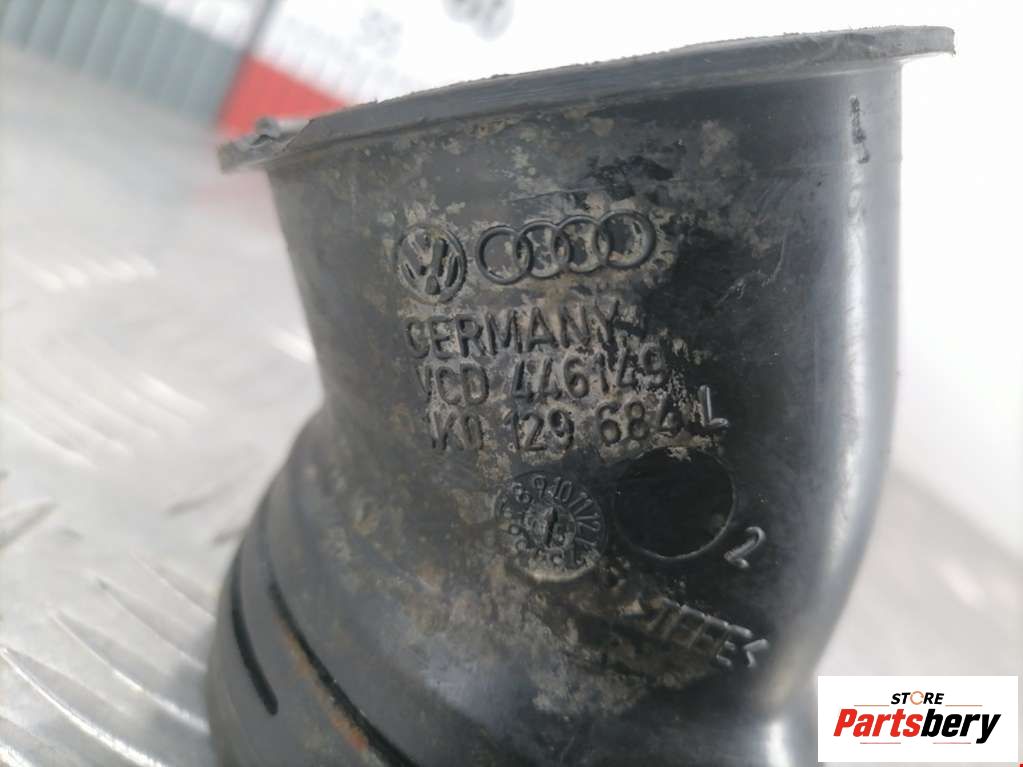 GERMANY
VCD 446149
1K0 129 684 L
2
STORE
Partsbery